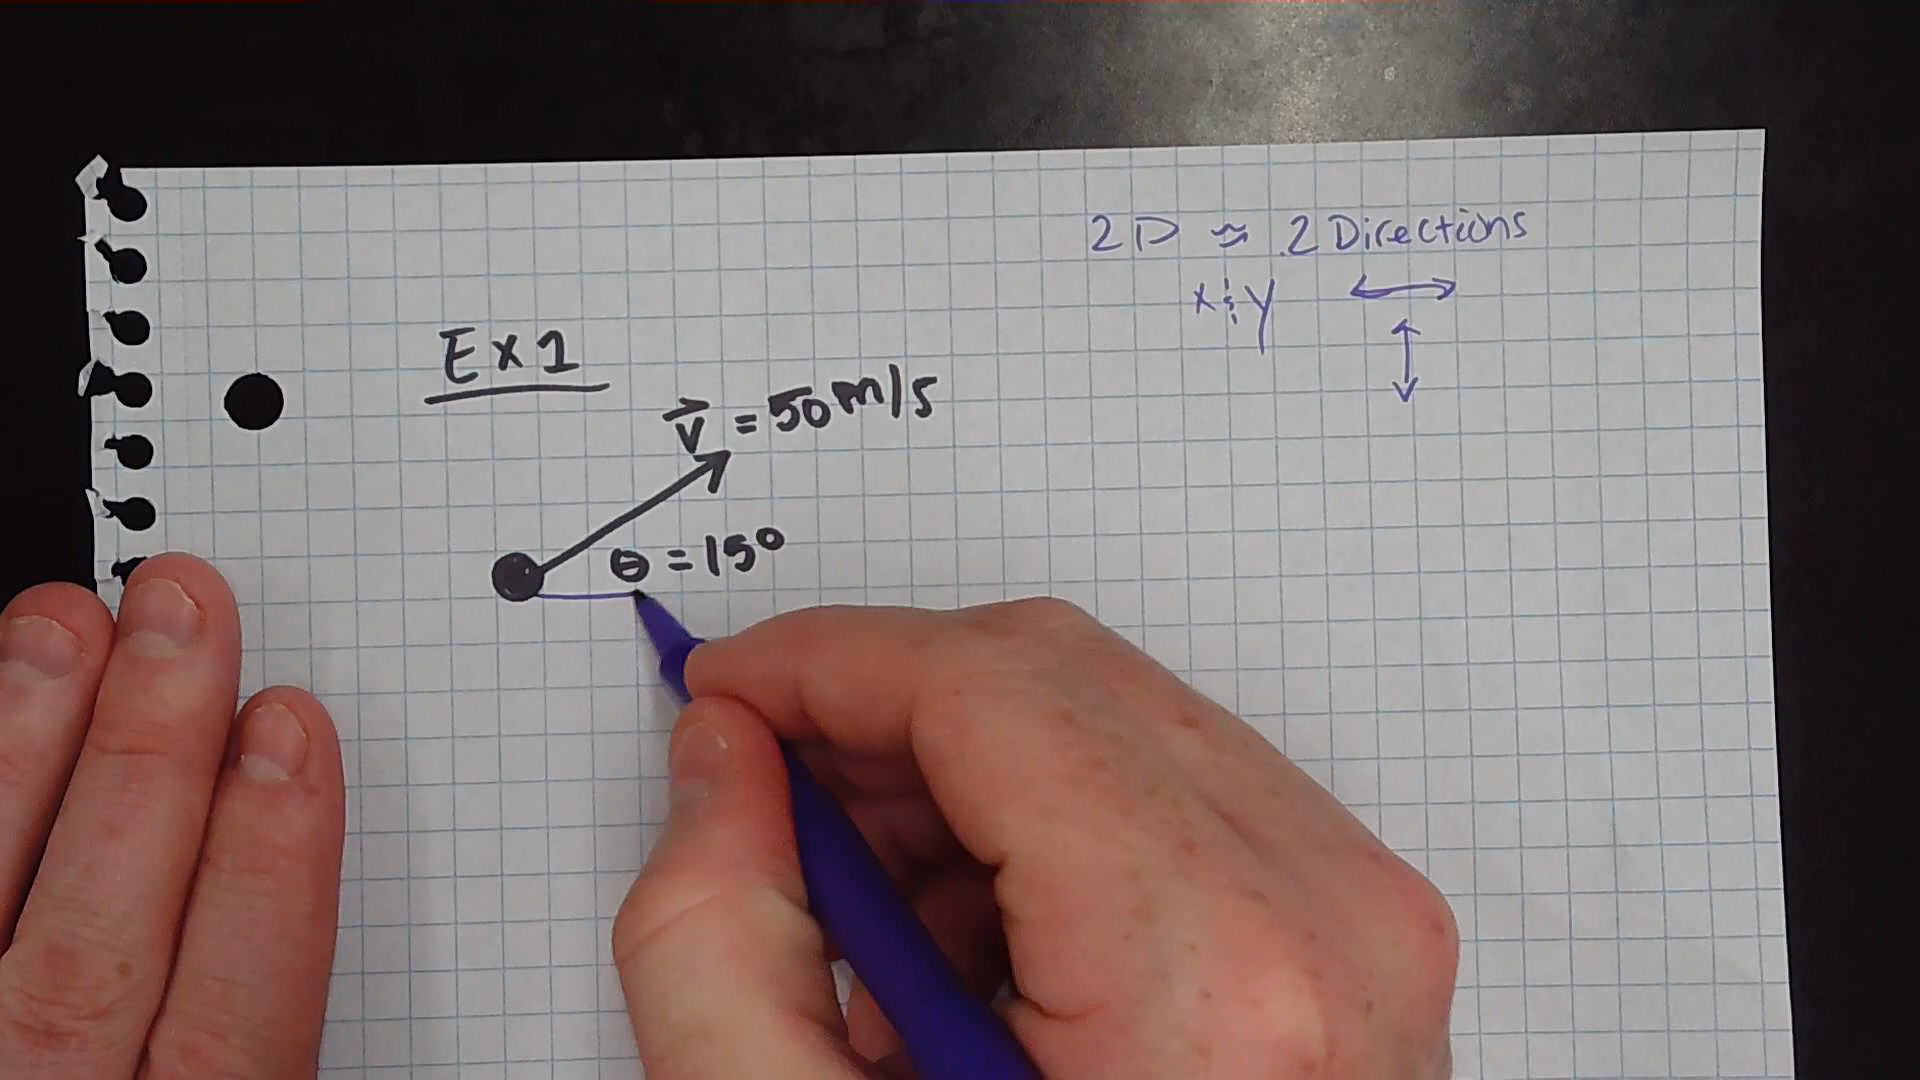 2D ≈ 2 Directions
x & y
Ex 1
v⃗ = 50 m/s
θ = 15°